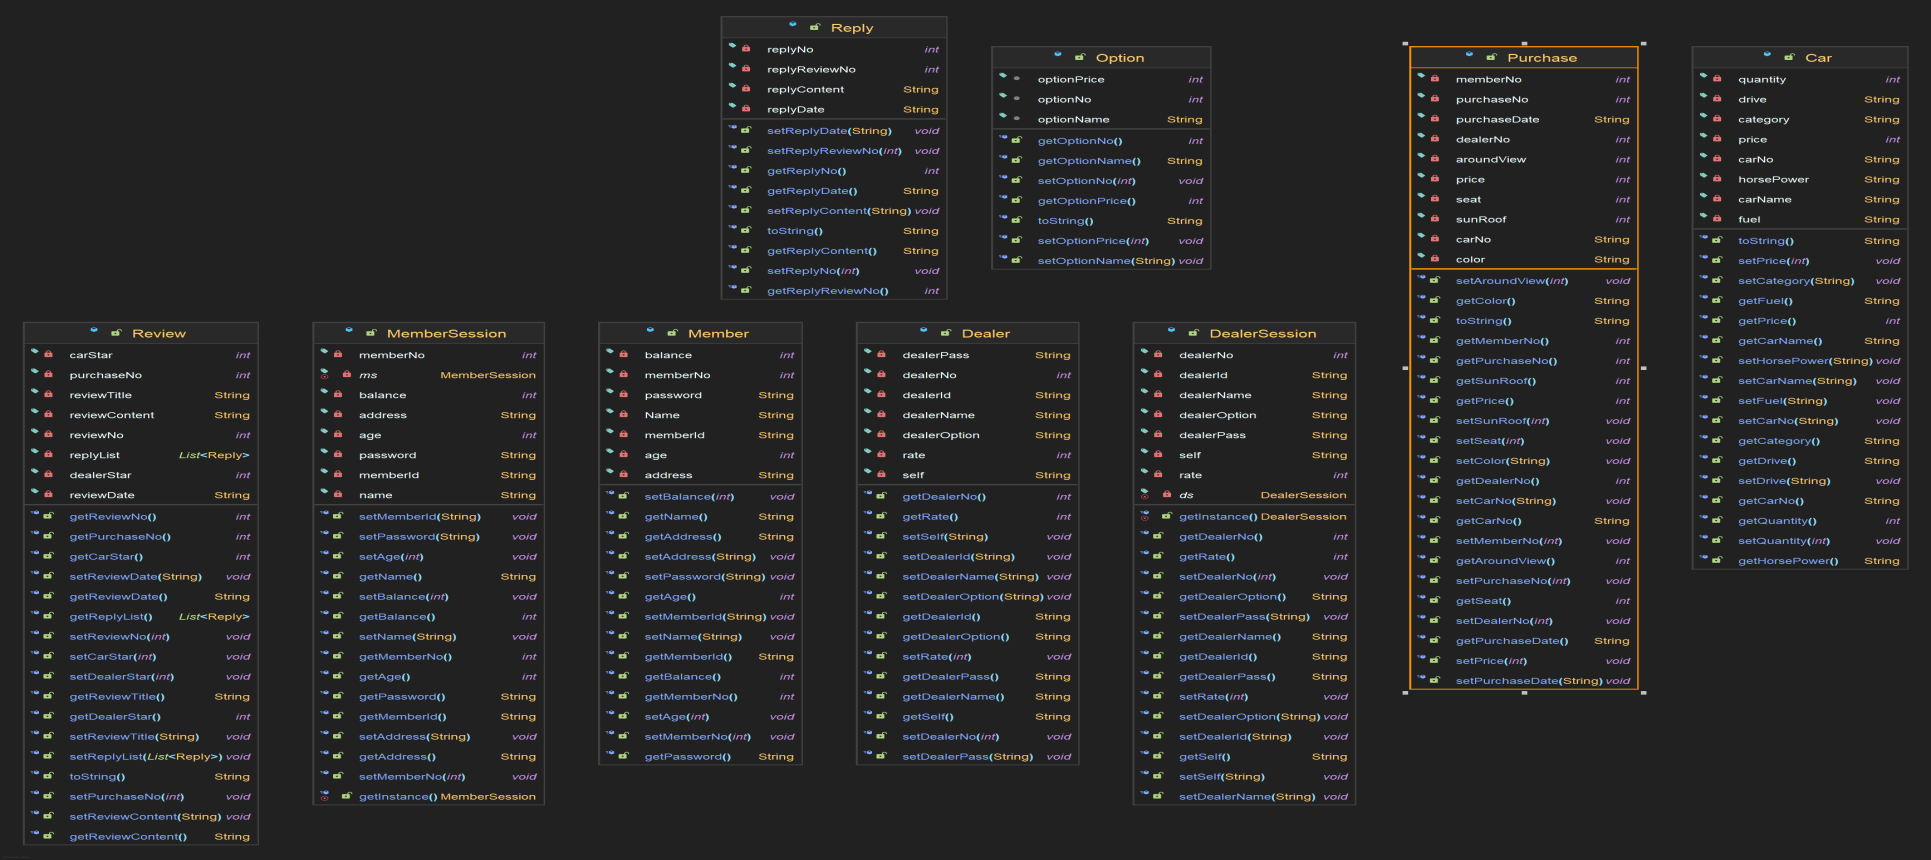 Reply
replyNo int
replyReviewNo int
replyContent String
replyDate String
setReplyDate(String) void
setReplyReviewNo(int) void
getReplyNo() int
getReplyDate() String
setReplyContent(String) void
toString() String
getReplyContent() String
setReplyNo(int) void
getReplyReviewNo() int
Option
optionPrice int
optionNo int
optionName String
getOptionNo() int
getOptionName() String
setOptionNo(int) void
getOptionPrice() int
toString() String
setOptionPrice(int) void
setOptionName(String) void
Purchase
memberNo int
purchaseNo int
purchaseDate String
dealerNo int
aroundView int
price int
seat int
sunRoof int
carNo String
color String
setAroundView(int) void
getColor() String
toString() String
getMemberNo() int
getPurchaseNo() int
getSunRoof() int
getPrice() int
setSunRoof(int) void
setSeat(int) void
setColor(String) void
getDealerNo() int
setCarNo(String) void
getCarNo() String
setMemberNo(int) void
getAroundView() int
setPurchaseNo(int) void
getSeat() int
setDealerNo(int) void
getPurchaseDate() String
setPrice(int) void
setPurchaseDate(String) void
Car
quantity int
drive String
category String
price int
carNo String
horsePower String
carName String
fuel String
toString() String
setPrice(int) void
setCategory(String) void
getFuel() String
getPrice() int
getCarName() String
setHorsePower(String) void
setCarName(String) void
setFuel(String) void
setCarNo(String) void
getCategory() String
getDrive() String
setDrive(String) void
getCarNo() String
getQuantity() int
setQuantity(int) void
getHorsePower() String
Review
carStar int
purchaseNo int
reviewTitle String
reviewContent String
reviewNo int
replyList List<Reply>
dealerStar int
reviewDate String
getReviewNo() int
getPurchaseNo() int
getCarStar() int
setReviewDate(String) void
getReviewDate() String
getReplyList() List<Reply>
setReviewNo(int) void
setCarStar(int) void
setDealerStar(int) void
getReviewTitle() String
getDealerStar() int
setReviewTitle(String) void
setReplyList(List<Reply>) void
toString() String
setPurchaseNo(int) void
setReviewContent(String) void
getReviewContent() String
MemberSession
memberNo int
ms MemberSession
balance int
address String
age int
password String
memberId String
name String
setMemberId(String) void
setPassword(String) void
setAge(int) void
getName() String
setBalance(int) void
getBalance() int
setName(String) void
getMemberNo() int
getAge() int
getPassword() String
getMemberId() String
setAddress(String) void
getAddress() String
setMemberNo(int) void
getInstance() MemberSession
Member
balance int
memberNo int
password String
Name String
memberId String
age int
address String
setBalance(int) void
getName() String
getAddress() String
setAddress(String) void
setPassword(String) void
getAge() int
setMemberId(String) void
setName(String) void
getMemberId() String
getBalance() int
getMemberNo() int
setAge(int) void
setMemberNo(int) void
getPassword() String
Dealer
dealerPass String
dealerNo int
dealerId String
dealerName String
dealerOption String
rate int
self String
getDealerNo() int
getRate() int
setSelf(String) void
setDealerId(String) void
setDealerName(String) void
setDealerOption(String) void
getDealerId() String
getDealerOption() String
setRate(int) void
getDealerPass() String
getDealerName() String
getSelf() String
setDealerNo(int) void
setDealerPass(String) void
DealerSession
dealerNo int
dealerId String
dealerName String
dealerOption String
dealerPass String
self String
rate int
ds DealerSession
getInstance() DealerSession
getDealerNo() int
getRate() int
setDealerNo(int) void
getDealerOption() String
setDealerPass(String) void
getDealerName() String
getDealerId() String
getDealerPass() String
setRate(int) void
setDealerOption(String) void
setDealerId(String) void
getSelf() String
setSelf(String) void
setDealerName(String) void